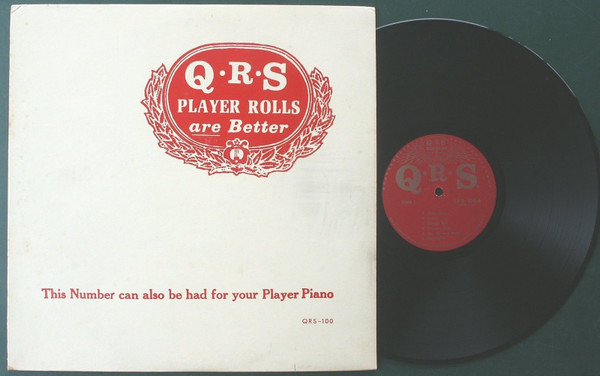 Q·R·S
PLAYER ROLLS
are Better
This Number can also be had for your Player Piano
QRS-100
Q·R·S